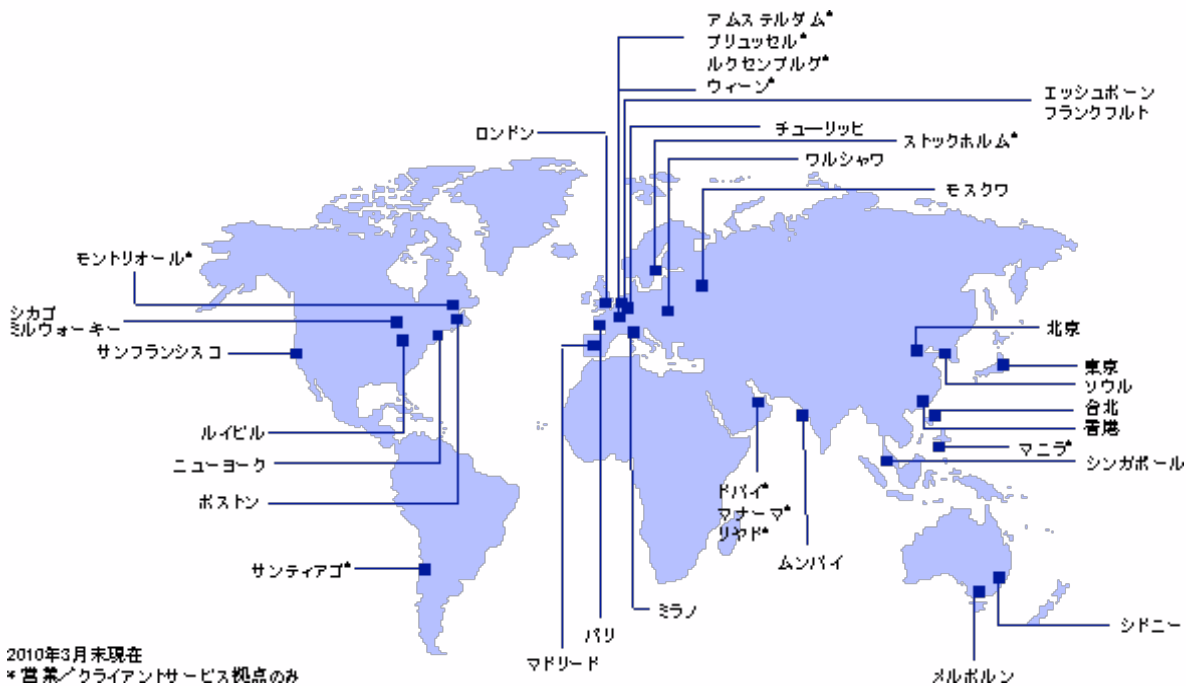 アムステルダム*
ブリュッセル*
ルクセンブルグ*
ウィーン*
エッシュボーン
フランクフルト
ロンドン
チューリッヒ
ストックホルム*
ワルシャワ
モスクワ
モントリオール*
シカゴ
ミルウォーキー
サンフランシスコ
北京
東京
ソウル
台北
香港
マニラ*
シンガポール
ルイビル
ニューヨーク
ボストン
ドバイ*
マナーマ*
リヤド*
ムンバイ
サンティアゴ*
ミラノ
パリ
マドリード
シドニー
メルボルン
2010年3月末現在
* 営業/クライアントサービス拠点のみ